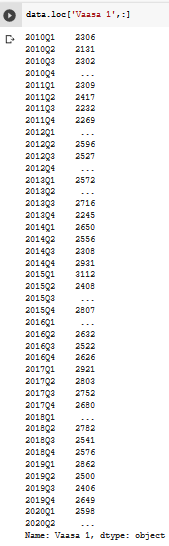 data.loc['Vaasa 1',:]
2010Q1 2306
2010Q2 2131
2010Q3 2302
2010Q4 ...
2011Q1 2309
2011Q2 2417
2011Q3 2232
2011Q4 2269
2012Q1 ...
2012Q2 2596
2012Q3 2527
2012Q4 ...
2013Q1 2572
2013Q2 ...
2013Q3 2716
2013Q4 2245
2014Q1 2650
2014Q2 2556
2014Q3 2308
2014Q4 2931
2015Q1 3112
2015Q2 2408
2015Q3 ...
2015Q4 2807
2016Q1 ...
2016Q2 2632
2016Q3 2522
2016Q4 2626
2017Q1 2921
2017Q2 2803
2017Q3 2752
2017Q4 2680
2018Q1 ...
2018Q2 2782
2018Q3 2541
2018Q4 2576
2019Q1 2862
2019Q2 2500
2019Q3 2406
2019Q4 2649
2020Q1 2598
2020Q2 ...
Name: Vaasa 1, dtype: object